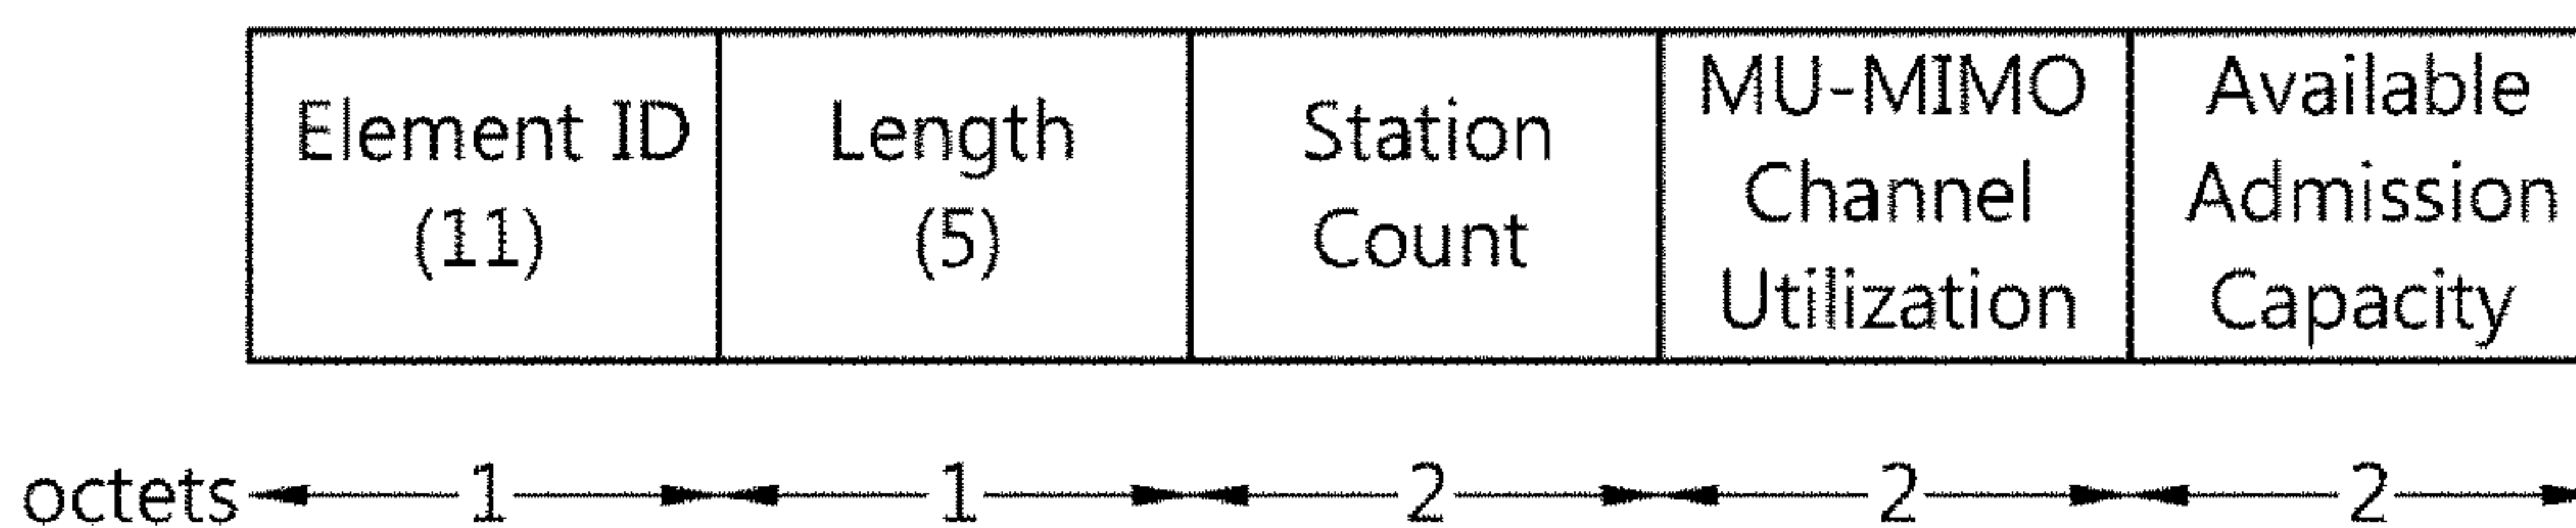 Element ID
(11)
Length
(5)
Station
Count
MU-MIMO
Channel
Utilization
Available
Admission
Capacity
octets 1 1 2 2 2